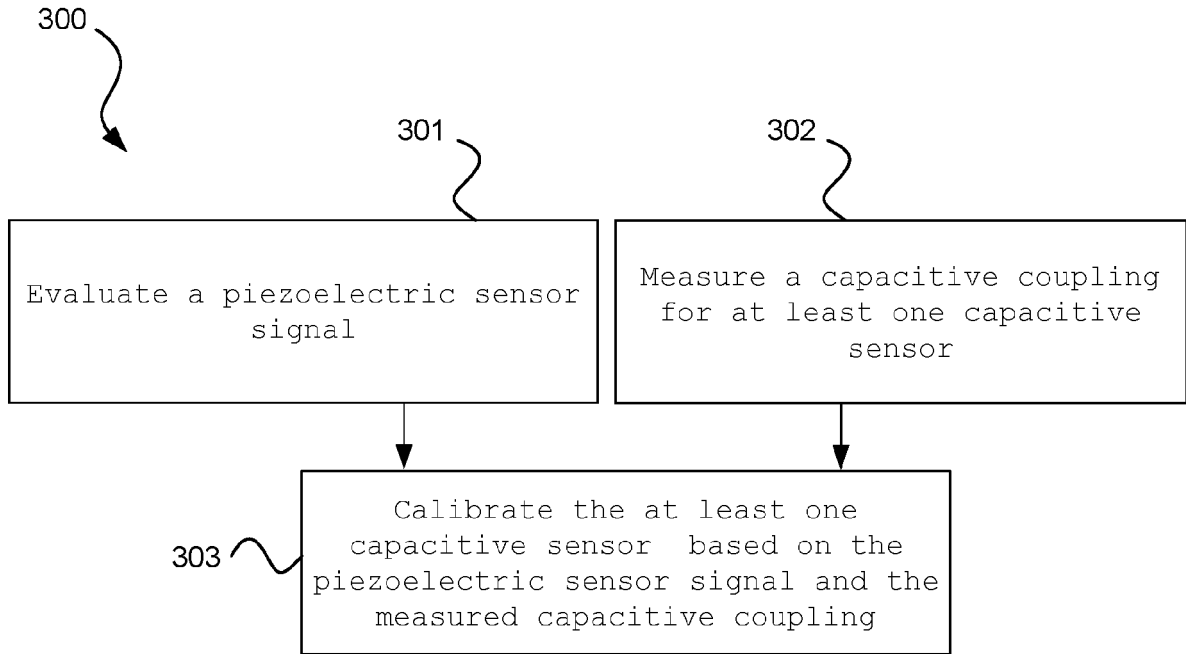 300
301
302
Evaluate a piezoelectric sensor
signal
Measure a capacitive coupling
for at least one capacitive
sensor
303
Calibrate the at least one
capacitive sensor based on the
piezoelectric sensor signal and the
measured capacitive coupling